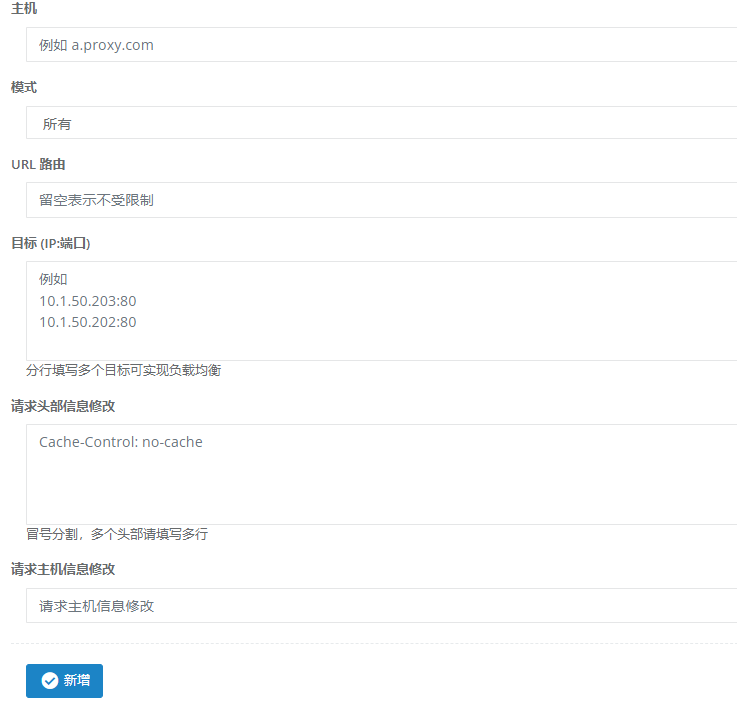 主机
例如 a.proxy.com
模式
所有
URL 路由
留空表示不受限制
目标 (IP:端口)
例如
10.1.50.203:80
10.1.50.202:80
分行填写多个目标可实现负载均衡
请求头部信息修改
Cache-Control: no-cache
冒号分割，多个头部请填写多行
请求主机信息修改
请求主机信息修改
新增